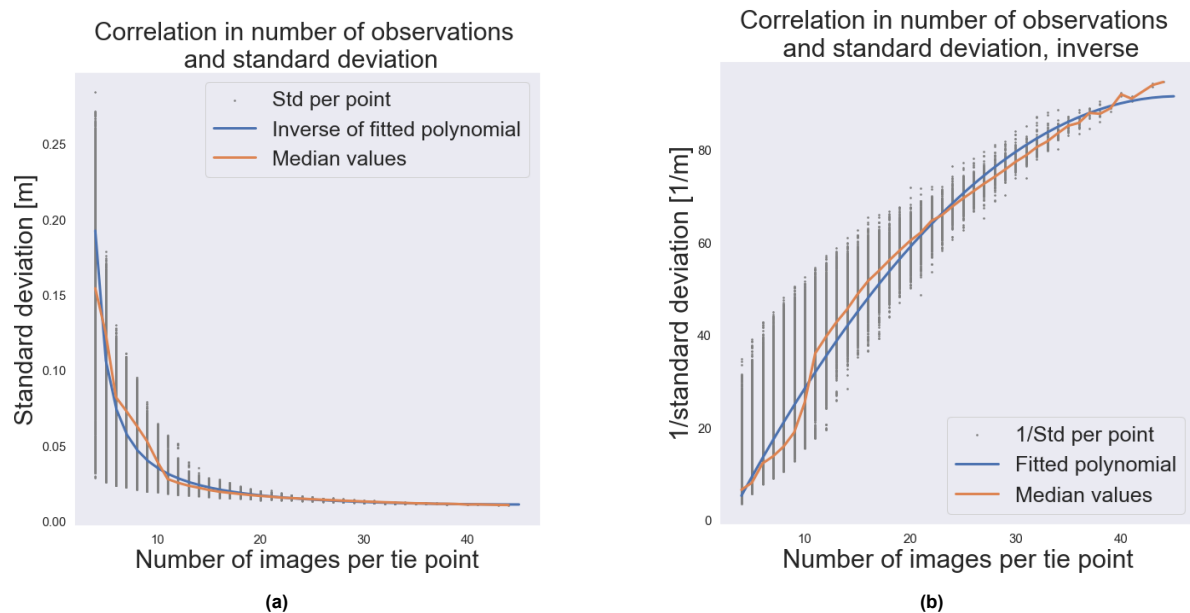 Correlation in number of observations
and standard deviation
Std per point
Inverse of fitted polynomial
Median values
Standard deviation [m]
0.25
0.20
0.15
0.10
0.05
0.00
10
20
30
40
Number of images per tie point
(a)
Correlation in number of observations
and standard deviation, inverse
1/standard deviation [1/m]
80
60
40
20
0
1/Std per point
Fitted polynomial
Median values
10
20
30
40
Number of images per tie point
(b)